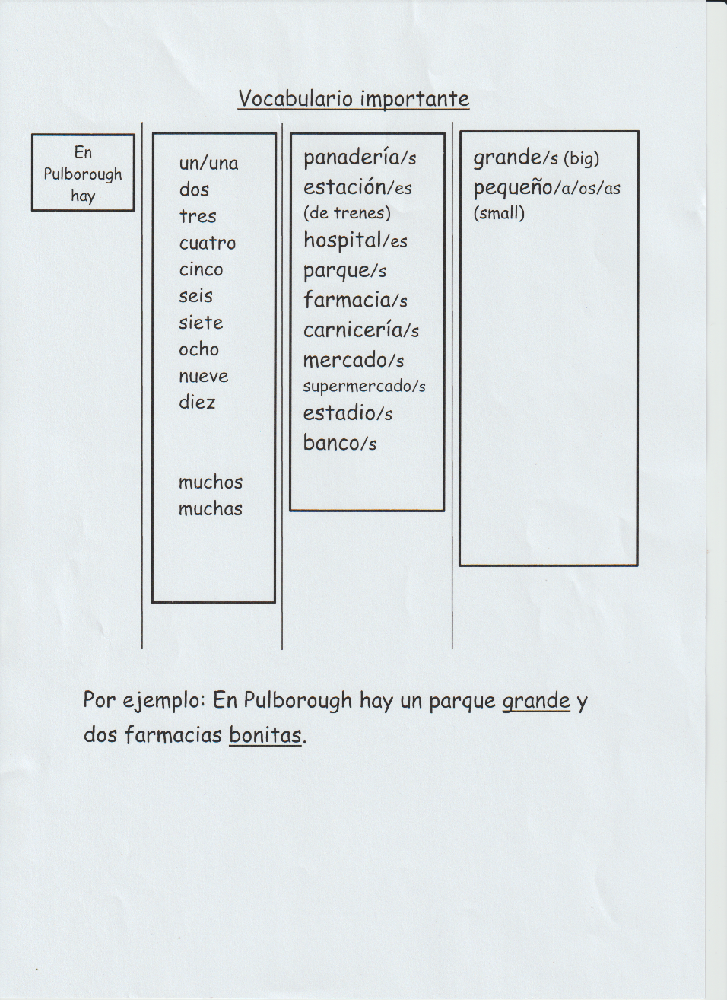 Vocabulario importante
En
Pulborough
hay
un/una
dos
tres
cuatro
cinco
seis
siete
ocho
nueve
diez
muchos
muchas
panadería/s
estación/es
(de trenes)
hospital/es
parque/s
farmacia/s
carnicería/s
mercado/s
supermercado/s
estadio/s
banco/s
grande/s (big)
pequeño/a/os/as
(small)
Por ejemplo: En Pulborough hay un parque grande y
dos farmacias bonitas.